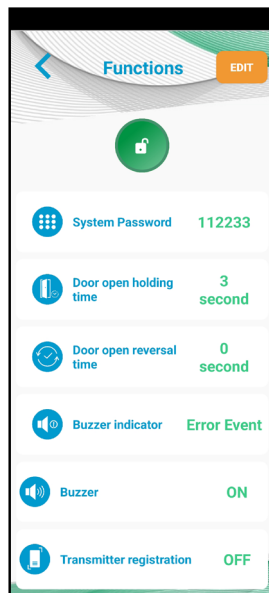 Functions
EDIT
System Password 112233
Door open holding 3
time second
Door open reversal 0
time second
Buzzer indicator Error Event
Buzzer ON
Transmitter registration OFF